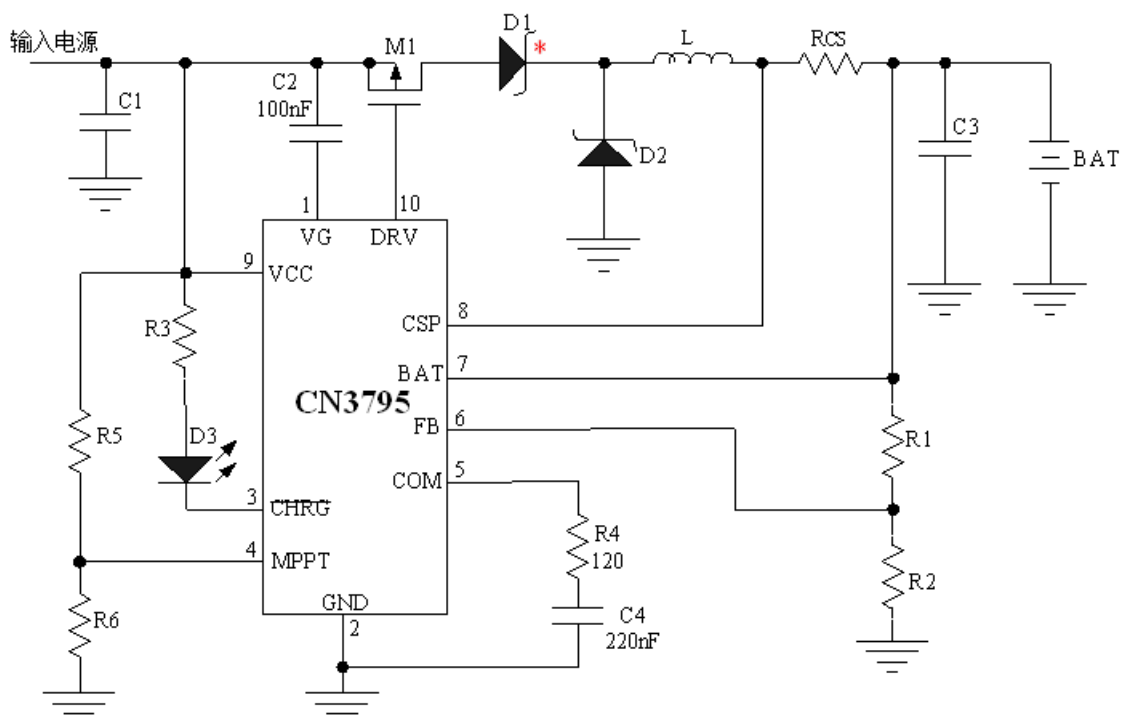 输入电源
D1
*
M1
L
RCS
C1
C2
100nF
D2
C3
BAT
1
10
VG
DRV
9
VCC
8
CSP
R3
7
BAT
CN3795
6
FB
R5
D3
R1
5
COM
3
CHRG
R4
120
4
MPPT
R2
GND
2
R6
C4
220nF